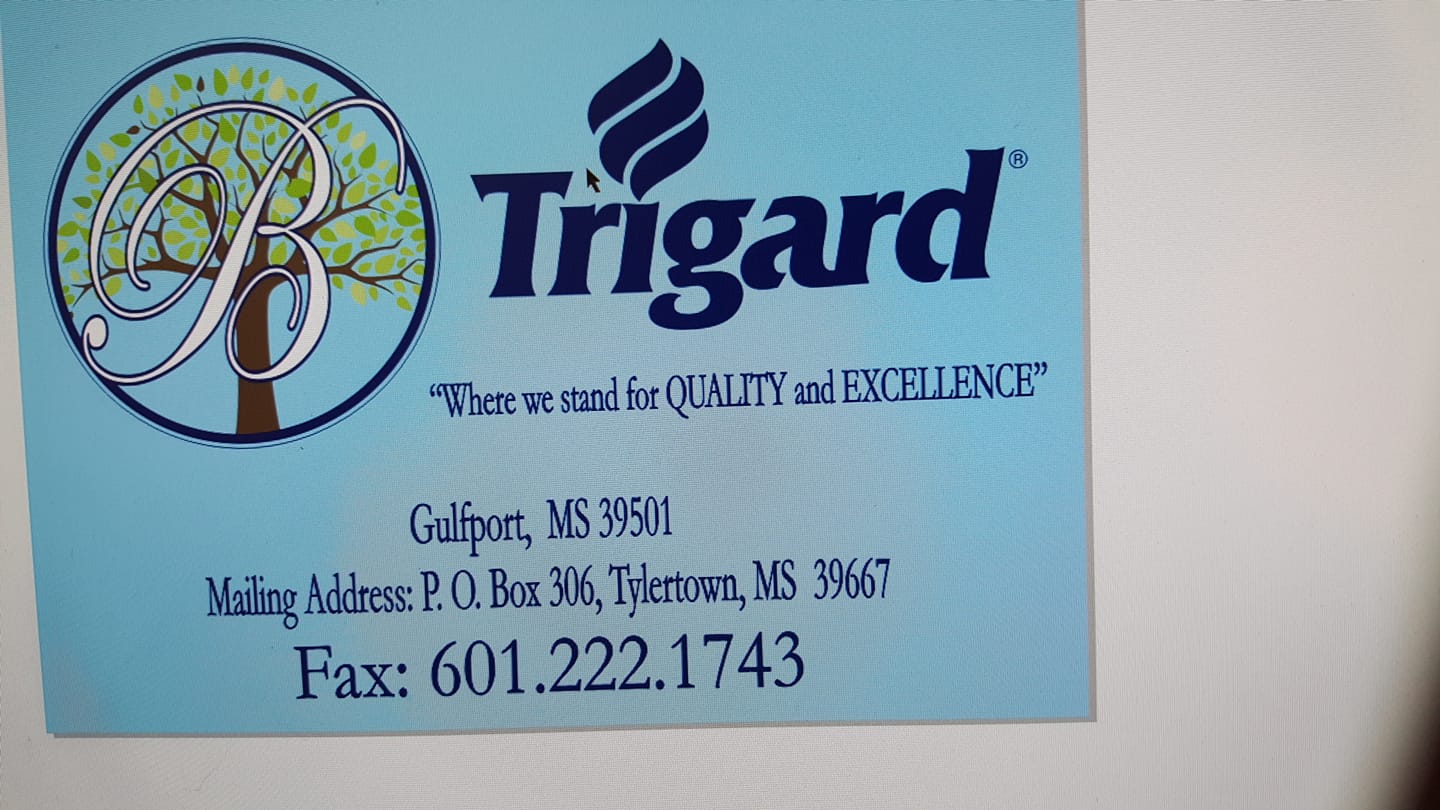 B
Trigard®
“Where we stand for QUALITY and EXCELLENCE”
Gulfport, MS 39501
Mailing Address: P. O. Box 306, Tylertown, MS 39667
Fax: 601.222.1743